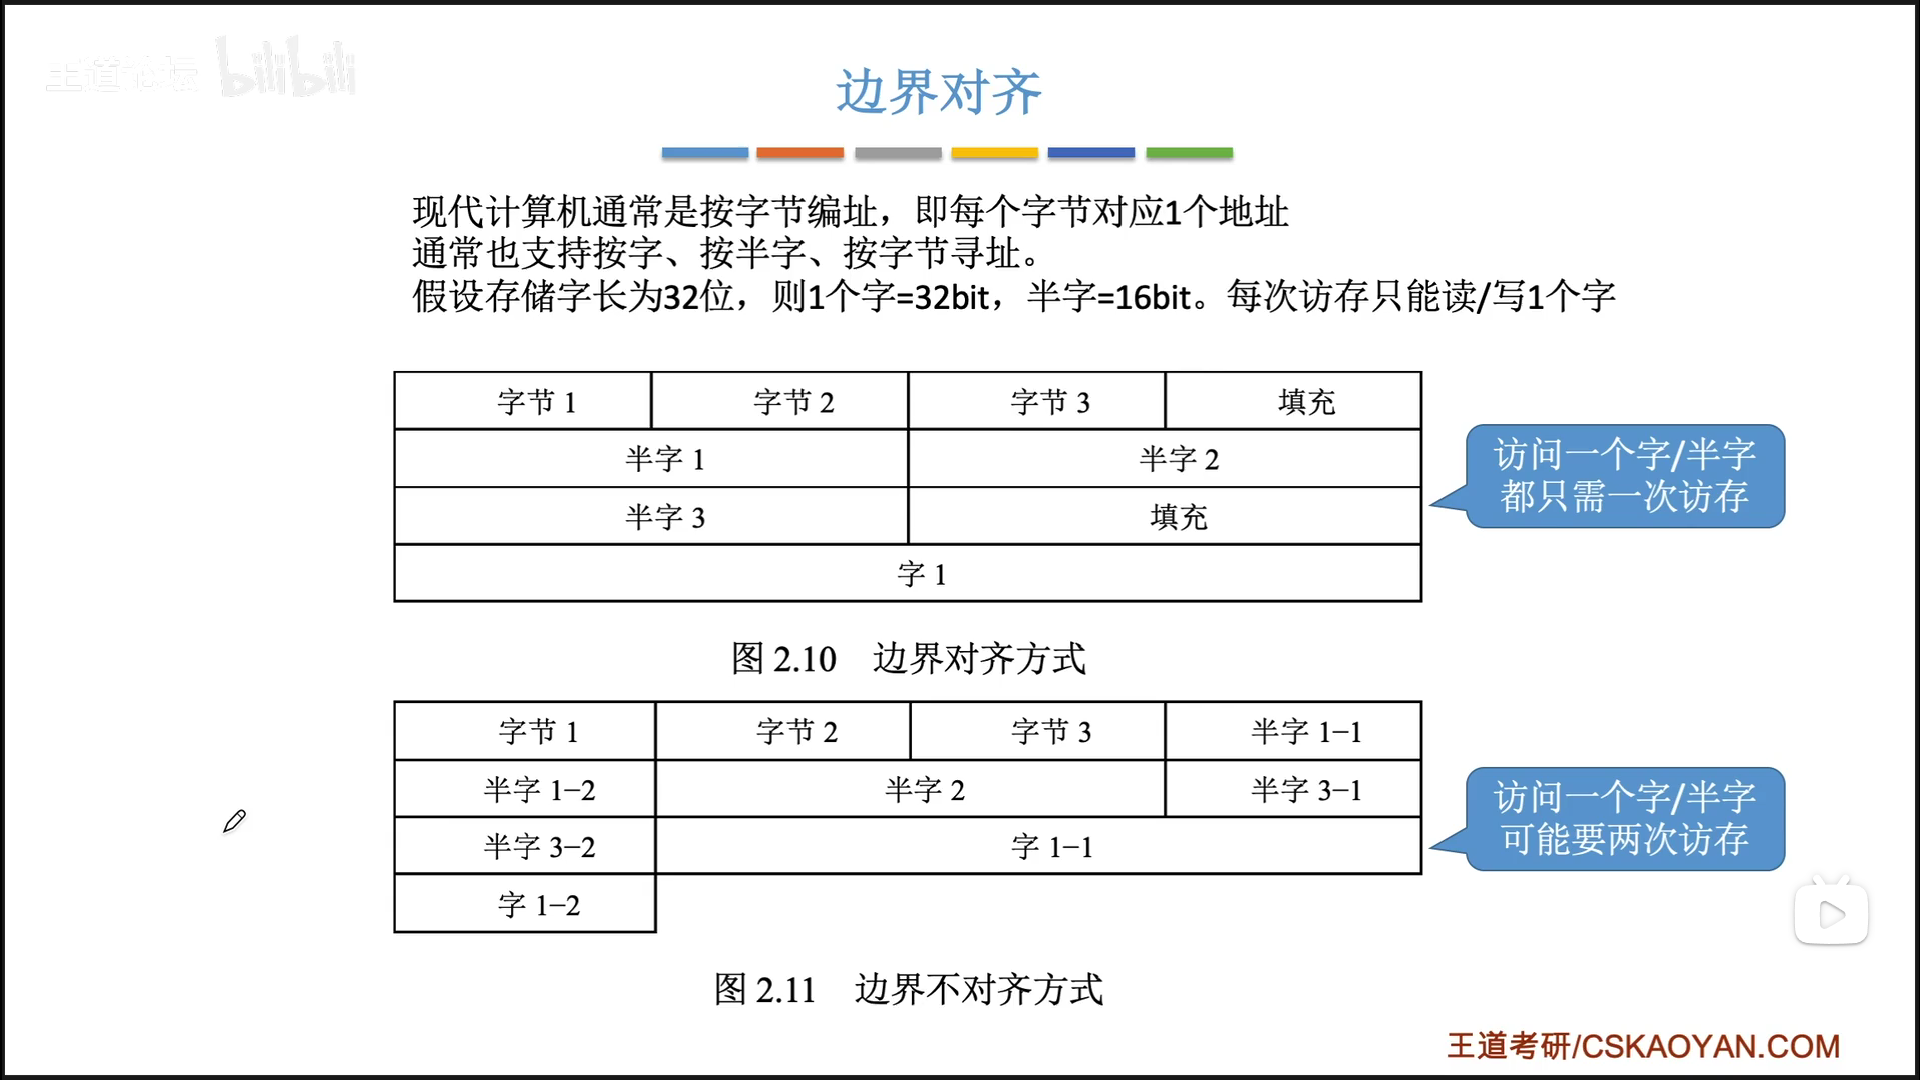 王道论坛 bilibili
边界对齐
现代计算机通常是按字节编址，即每个字节对应1个地址
通常也支持按字、按半字、按字节寻址。
假设存储字长为32位，则1个字=32bit，半字=16bit。每次访存只能读/写1个字
字节 1 字节 2 字节 3 填充
半字 1 半字 2
半字 3 填充
字 1
访问一个字/半字
都只需一次访存
图 2.10 边界对齐方式
字节 1 字节 2 字节 3 半字 1-1
半字 1-2 半字 2 半字 3-1
半字 3-2 字 1-1
字 1-2
访问一个字/半字
可能要两次访存
图 2.11 边界不对齐方式
王道考研/CSKAOYAN.COM